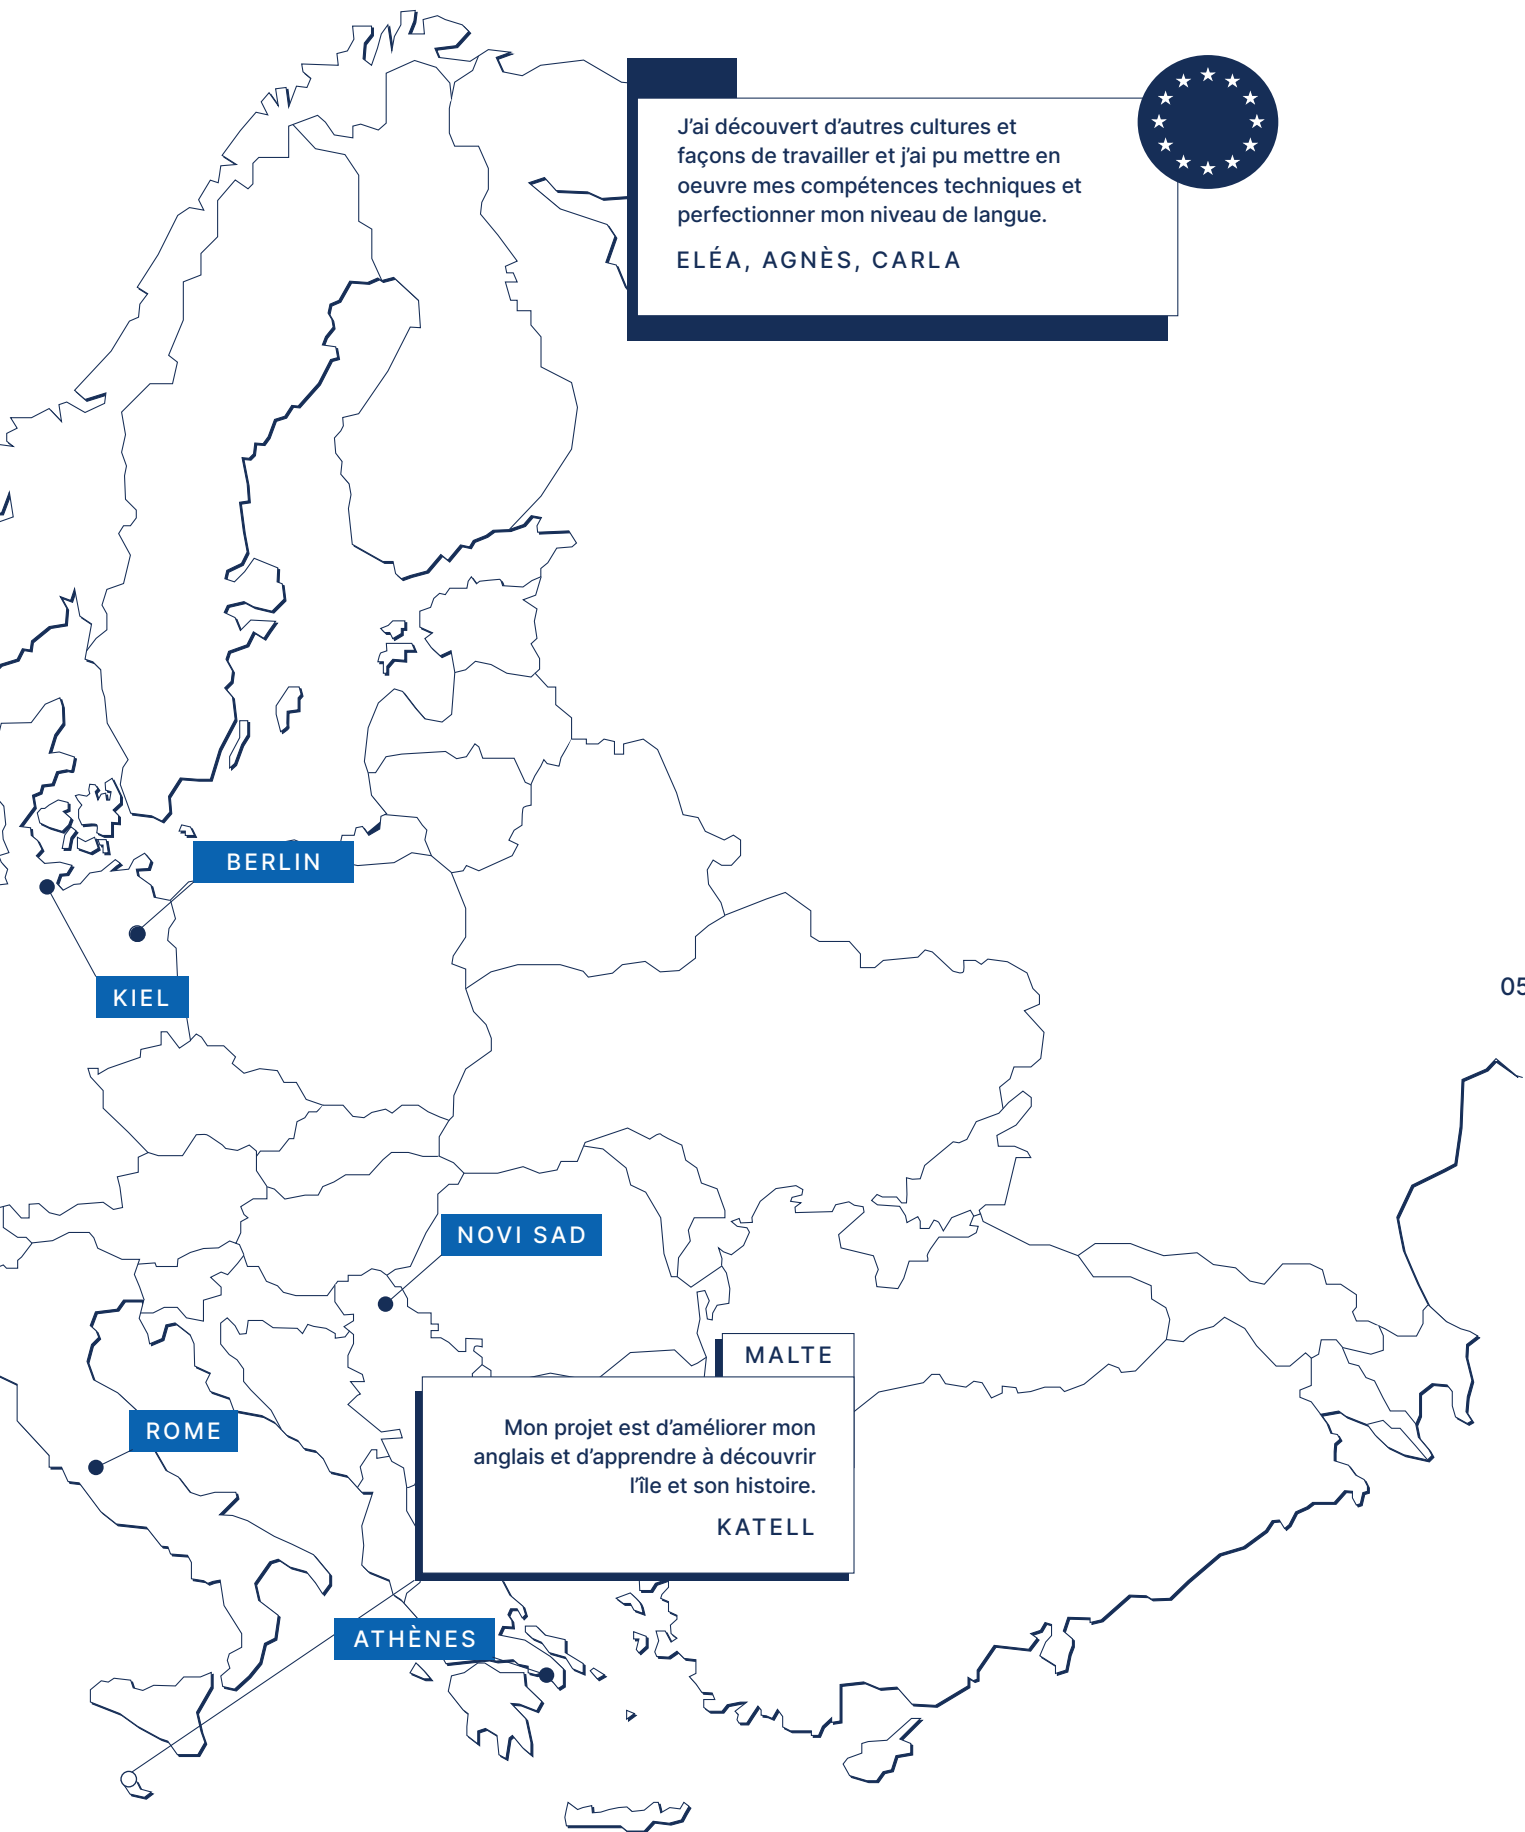 J’ai découvert d’autres cultures et
façons de travailler et j’ai pu mettre en
oeuvre mes compétences techniques et
perfectionner mon niveau de langue.
ELÉA, AGNÈS, CARLA
BERLIN
KIEL
05
NOVI SAD
MALTE
Mon projet est d’améliorer mon
anglais et d’apprendre à découvrir
l’île et son histoire.
KATELL
ROME
ATHÈNES